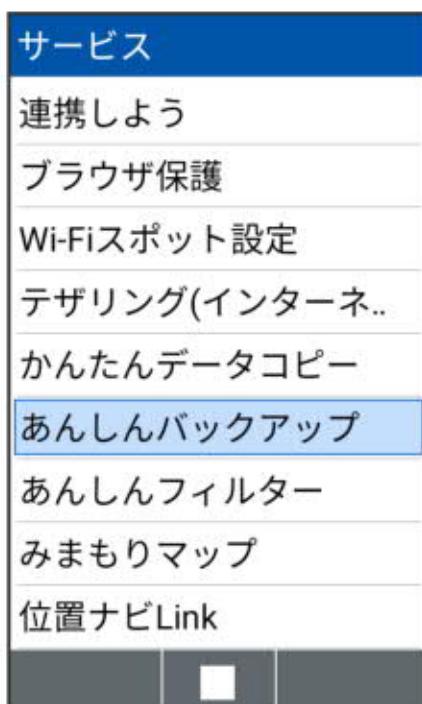 サービス
連携しよう
ブラウザ保護
Wi-Fiスポット設定
テザリング(インターネ..
かんたんデータコピー
あんしんバックアップ
あんしんフィルター
みまもりマップ
位置ナビLink